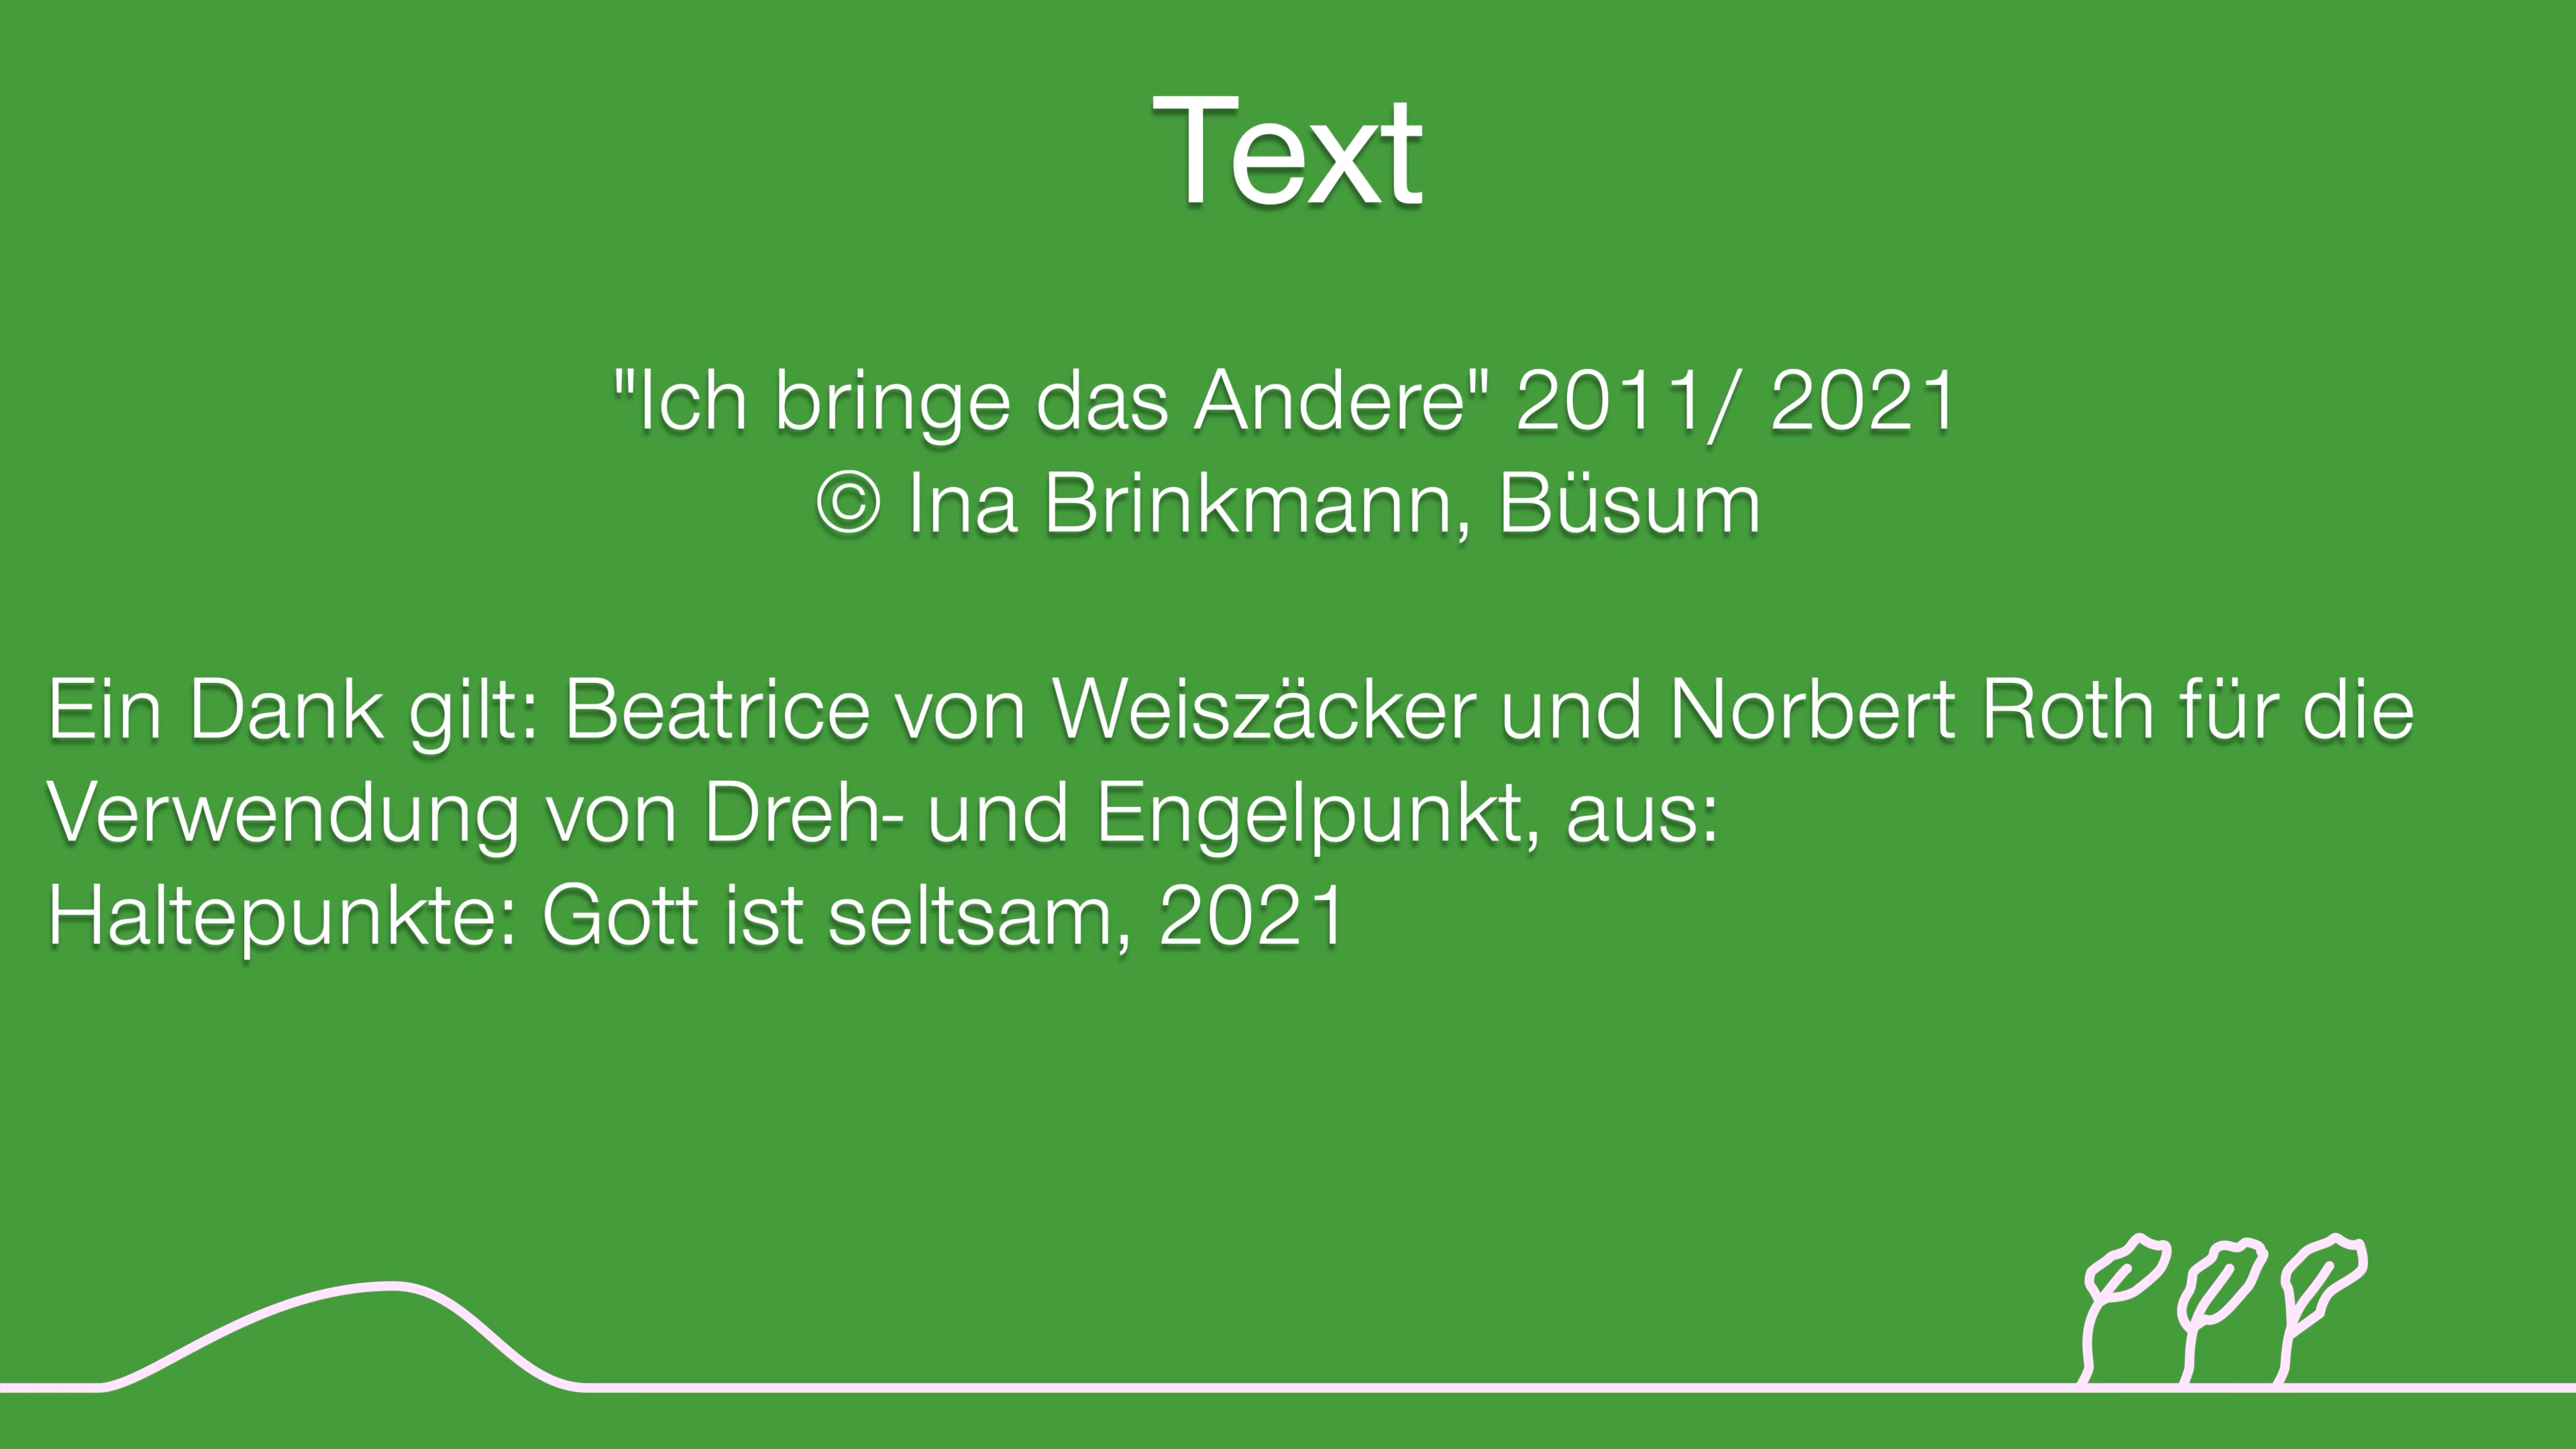 Text
"Ich bringe das Andere" 2011/ 2021
© Ina Brinkmann, Büsum
Ein Dank gilt: Beatrice von Weiszäcker und Norbert Roth für die
Verwendung von Dreh- und Engelpunkt, aus:
Haltepunkte: Gott ist seltsam, 2021